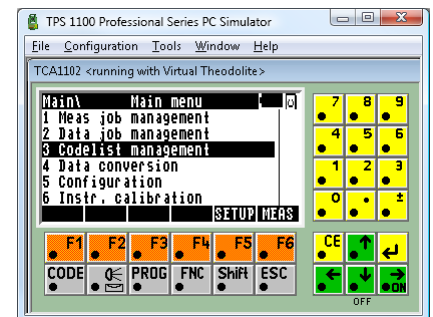 TPS 1100 Professional Series PC Simulator
File Configuration Tools Window Help
TCA1102 <running with Virtual Theodolite>
Main\ Main menu
1 Meas job management
2 Data job management
3 Codelist management
4 Data conversion
5 Configuration
6 Instr. calibration
SETUP MEAS
7 8 9
4 5 6
1 2 3
0 . ±
F1 F2 F3 F4 F5 F6
CODE PROG FNC Shift ESC
CE
ON
OFF